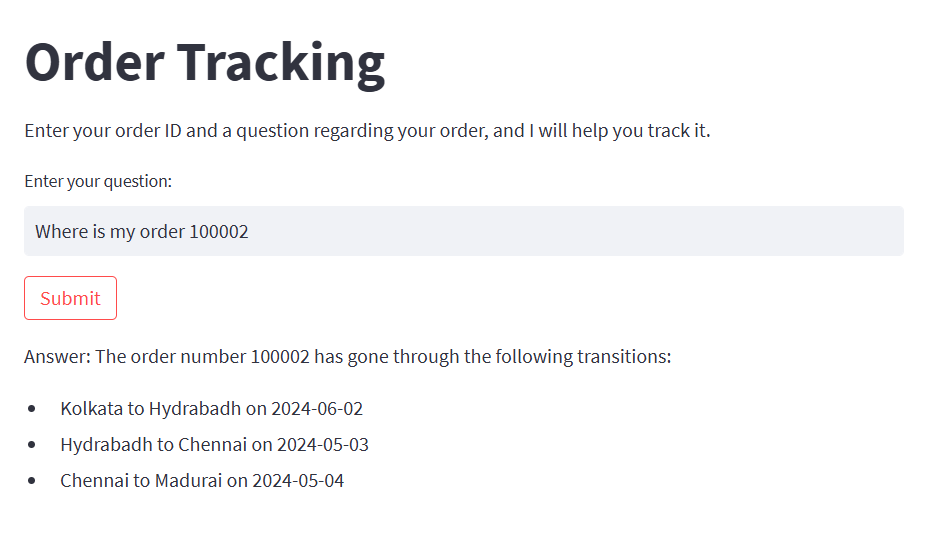 Order Tracking
Enter your order ID and a question regarding your order, and I will help you track it.
Enter your question:
Where is my order 100002
Submit
Answer: The order number 100002 has gone through the following transitions:
• Kolkata to Hydrabadh on 2024-06-02
• Hydrabadh to Chennai on 2024-05-03
• Chennai to Madurai on 2024-05-04